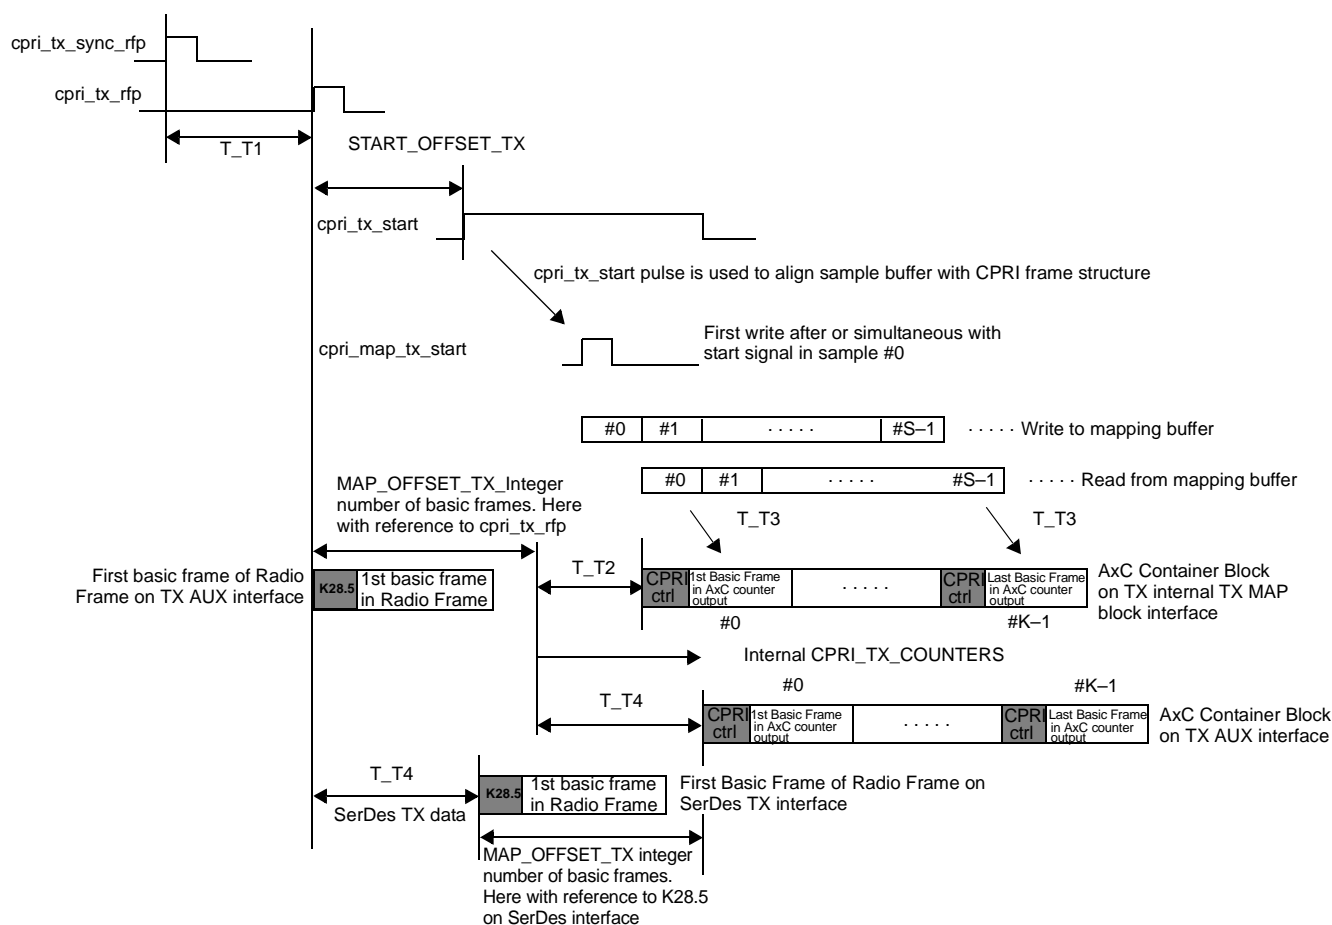 cpri_tx_sync_rfp
cpri_tx_rfp
T_T1
START_OFFSET_TX
cpri_tx_start
cpri_tx_start pulse is used to align sample buffer with CPRI frame structure
cpri_map_tx_start
First write after or simultaneous with
start signal in sample #0
#0 #1 · · · · · #S–1 · · · · · Write to mapping buffer
#0 #1 · · · · · #S–1 · · · · · Read from mapping buffer
MAP_OFFSET_TX_Integer
number of basic frames. Here
with reference to cpri_tx_rfp
T_T3
T_T3
First basic frame of Radio
Frame on TX AUX interface
K28.5
1st basic frame
in Radio Frame
T_T2
CPRI
ctrl
1st Basic Frame
in AxC counter
output
· · · · ·
CPRI
ctrl
Last Basic Frame
in AxC counter
output
AxC Container Block
on TX internal TX MAP
block interface
#0
#K–1
Internal CPRI_TX_COUNTERS
#0
#K–1
T_T4
CPRI
ctrl
1st Basic Frame
in AxC counter
output
· · · · ·
CPRI
ctrl
Last Basic Frame
in AxC counter
output
AxC Container Block
on TX AUX interface
T_T4
SerDes TX data
K28.5
1st basic frame
in Radio Frame
First Basic Frame of Radio Frame on
SerDes TX interface
MAP_OFFSET_TX integer
number of basic frames.
Here with reference to K28.5
on SerDes interface